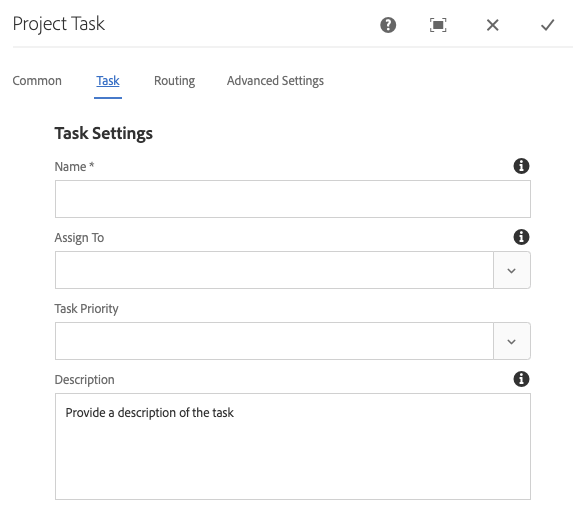 Project Task
Common Task Routing Advanced Settings
Task Settings
Name *
Assign To
Task Priority
Description
Provide a description of the task